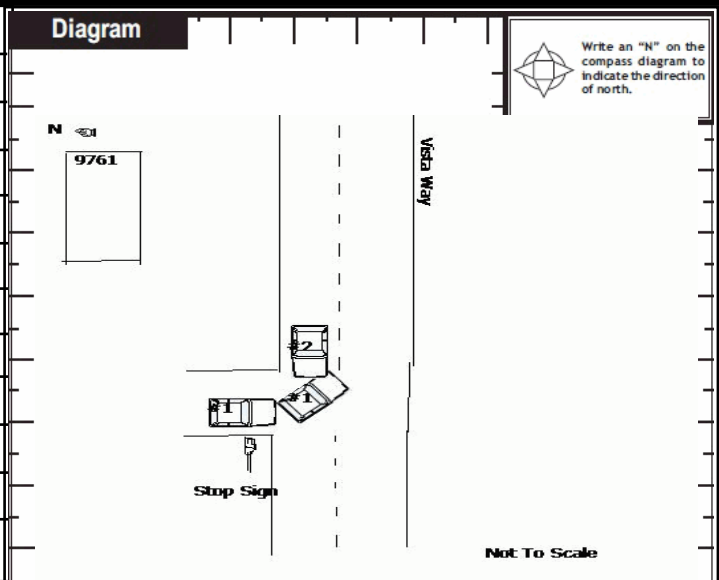 Diagram
Write an “N” on the
compass diagram to
indicate the direction
of north.
N
9761
Vista Way
#2
#1
#1
Stop Sign
Not To Scale